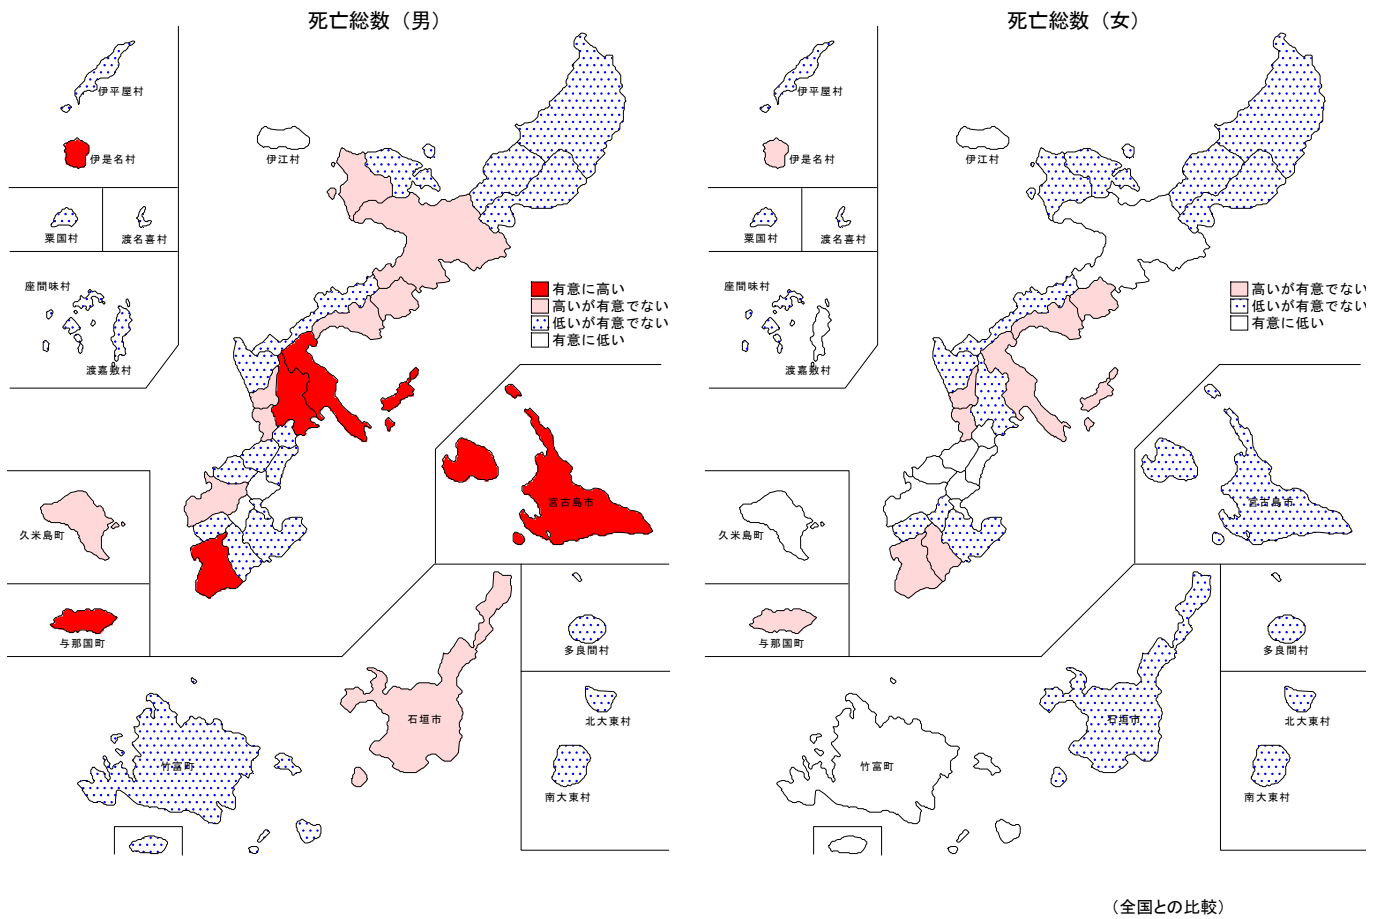 死亡総数（男）
伊平屋村
伊是名村
伊江村
粟国村
渡名喜村
座間味村
渡嘉敷村
有意に高い
高いが有意でない
低いが有意でない
有意に低い
宮古島市
久米島町
与那国町
多良間村
石垣市
北大東村
竹富町
南大東村
死亡総数（女）
伊平屋村
伊是名村
伊江村
粟国村
渡名喜村
座間味村
渡嘉敷村
高いが有意でない
低いが有意でない
有意に低い
宮古島市
久米島町
与那国町
多良間村
石垣市
北大東村
竹富町
南大東村
（全国との比較）